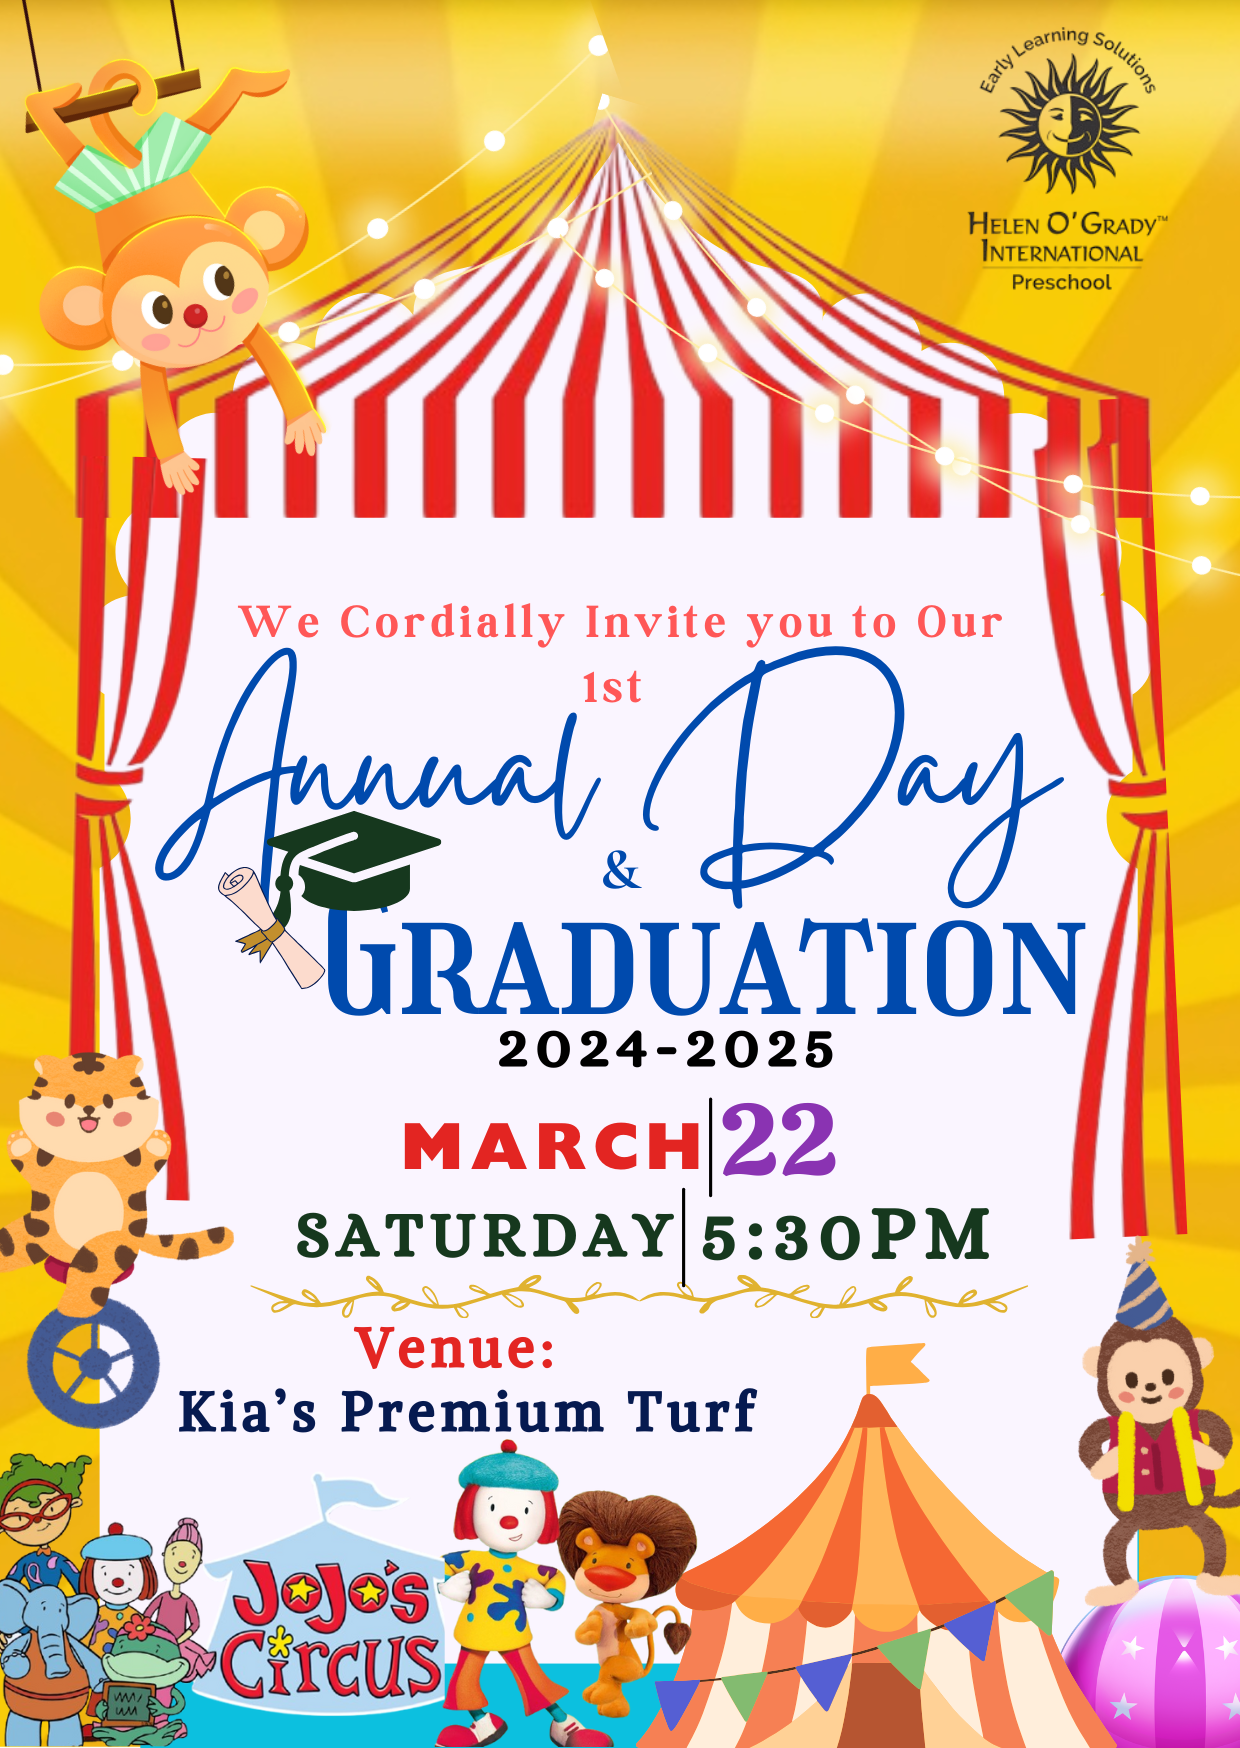 Early Learning Solutions
HELEN O'GRADY™
INTERNATIONAL
Preschool
We Cordially Invite you to Our
1st
Annual Day
&
GRADUATION
2024-2025
MARCH 22
SATURDAY 5:30PM
Venue:
Kia's Premium Turf
JoJo's
Circus